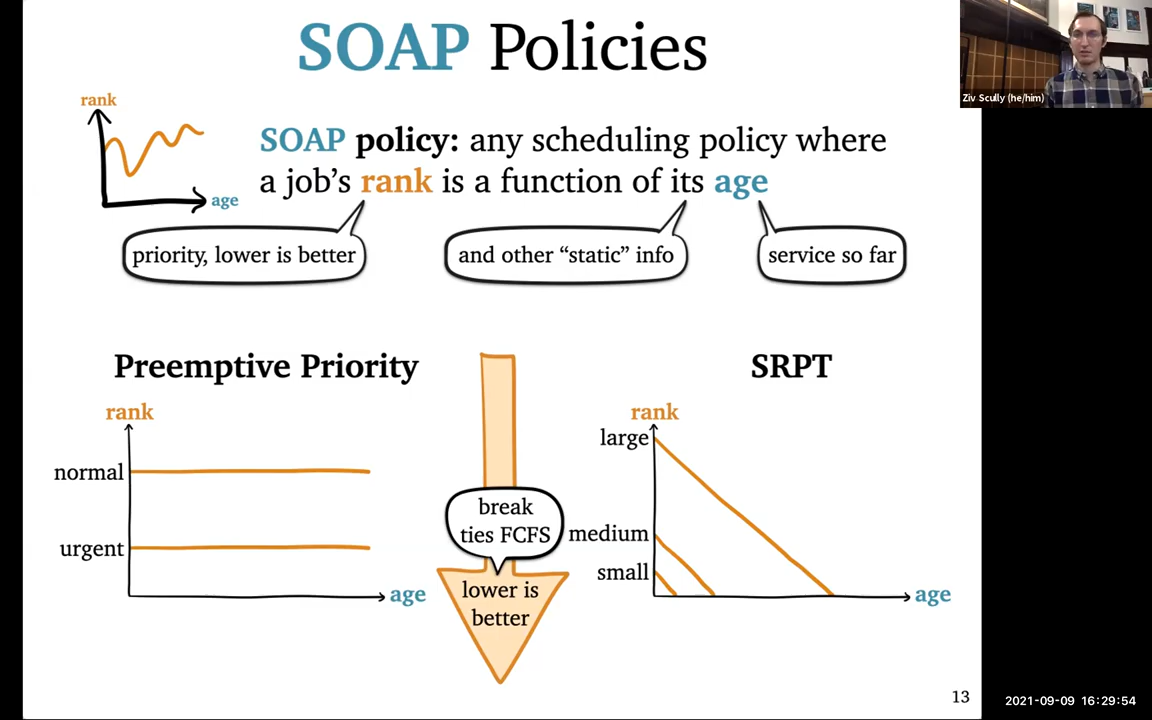 SOAP Policies
Ziv Scully (he/him)
rank
age
SOAP policy: any scheduling policy where
a job's rank is a function of its age
priority, lower is better
and other “static” info
service so far
Preemptive Priority
rank
normal
urgent
age
break
ties FCFS
lower is
better
SRPT
rank
large
medium
small
age
13
2021-09-09 16:29:54